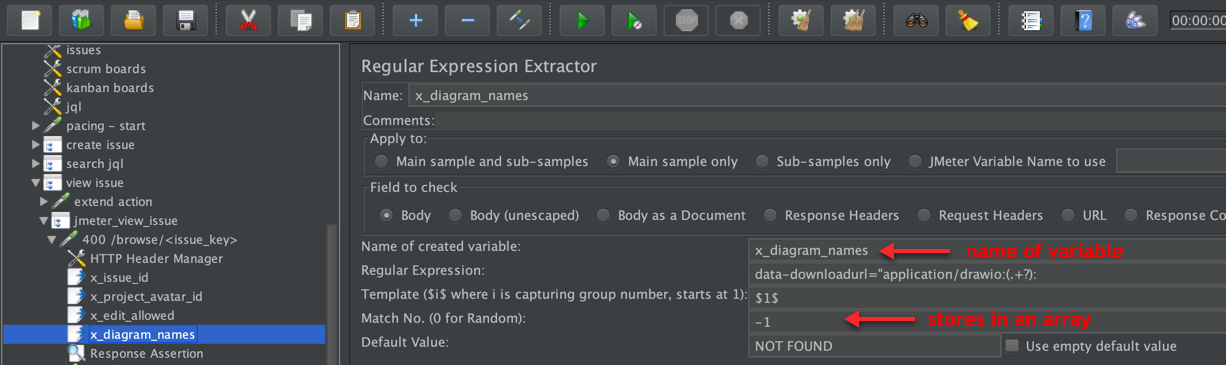 STOP
00:00:00
issues
scrum boards
kanban boards
jql
pacing - start
create issue
search jql
view issue
extend action
jmeter_view_issue
400 /browse/<issue_key>
HTTP Header Manager
x_issue_id
x_project_avatar_id
x_edit_allowed
x_diagram_names
Response Assertion
Regular Expression Extractor
Name: x_diagram_names
Comments:
Apply to:
Main sample and sub-samples Main sample only Sub-samples only JMeter Variable Name to use
Field to check
Body Body (unescaped) Body as a Document Response Headers Request Headers URL Response Co
Name of created variable: x_diagram_names name of variable
Regular Expression: data-downloadurl="application/drawio:(.+?):
Template ($i$ where i is capturing group number, starts at 1): $1$
Match No. (0 for Random): -1 stores in an array
Default Value: NOT FOUND Use empty default value